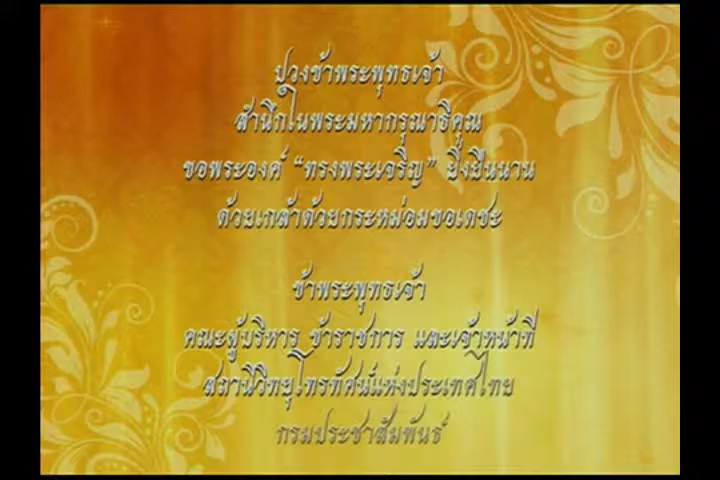 ปวงข้าพระพุทธเจ้า
สำนึกในพระมหากรุณาธิคุณ
ขอพระองค์ “ทรงพระเจริญ” ยิ่งยืนนาน
ด้วยเกล้าด้วยกระหม่อมขอเดชะ
ข้าพระพุทธเจ้า
คณะผู้บริหาร ข้าราชการ และเจ้าหน้าที่
สถานีวิทยุโทรทัศน์แห่งประเทศไทย
กรมประชาสัมพันธ์